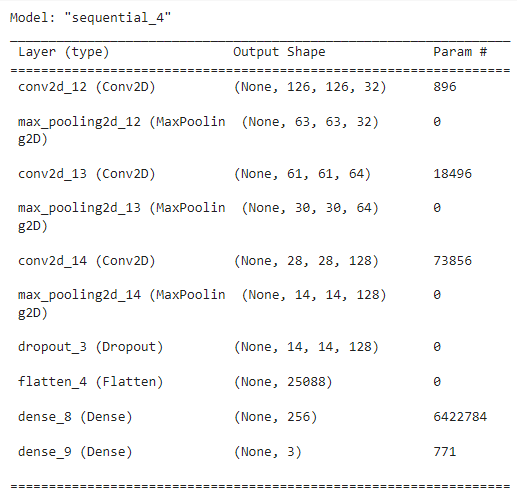 Model: "sequential_4"
_________________________________________________________________
Layer (type) Output Shape Param #
=================================================================
conv2d_12 (Conv2D) (None, 126, 126, 32) 896
max_pooling2d_12 (MaxPoolin (None, 63, 63, 32) 0
g2D)
conv2d_13 (Conv2D) (None, 61, 61, 64) 18496
max_pooling2d_13 (MaxPoolin (None, 30, 30, 64) 0
g2D)
conv2d_14 (Conv2D) (None, 28, 28, 128) 73856
max_pooling2d_14 (MaxPoolin (None, 14, 14, 128) 0
g2D)
dropout_3 (Dropout) (None, 14, 14, 128) 0
flatten_4 (Flatten) (None, 25088) 0
dense_8 (Dense) (None, 256) 6422784
dense_9 (Dense) (None, 3) 771
=================================================================